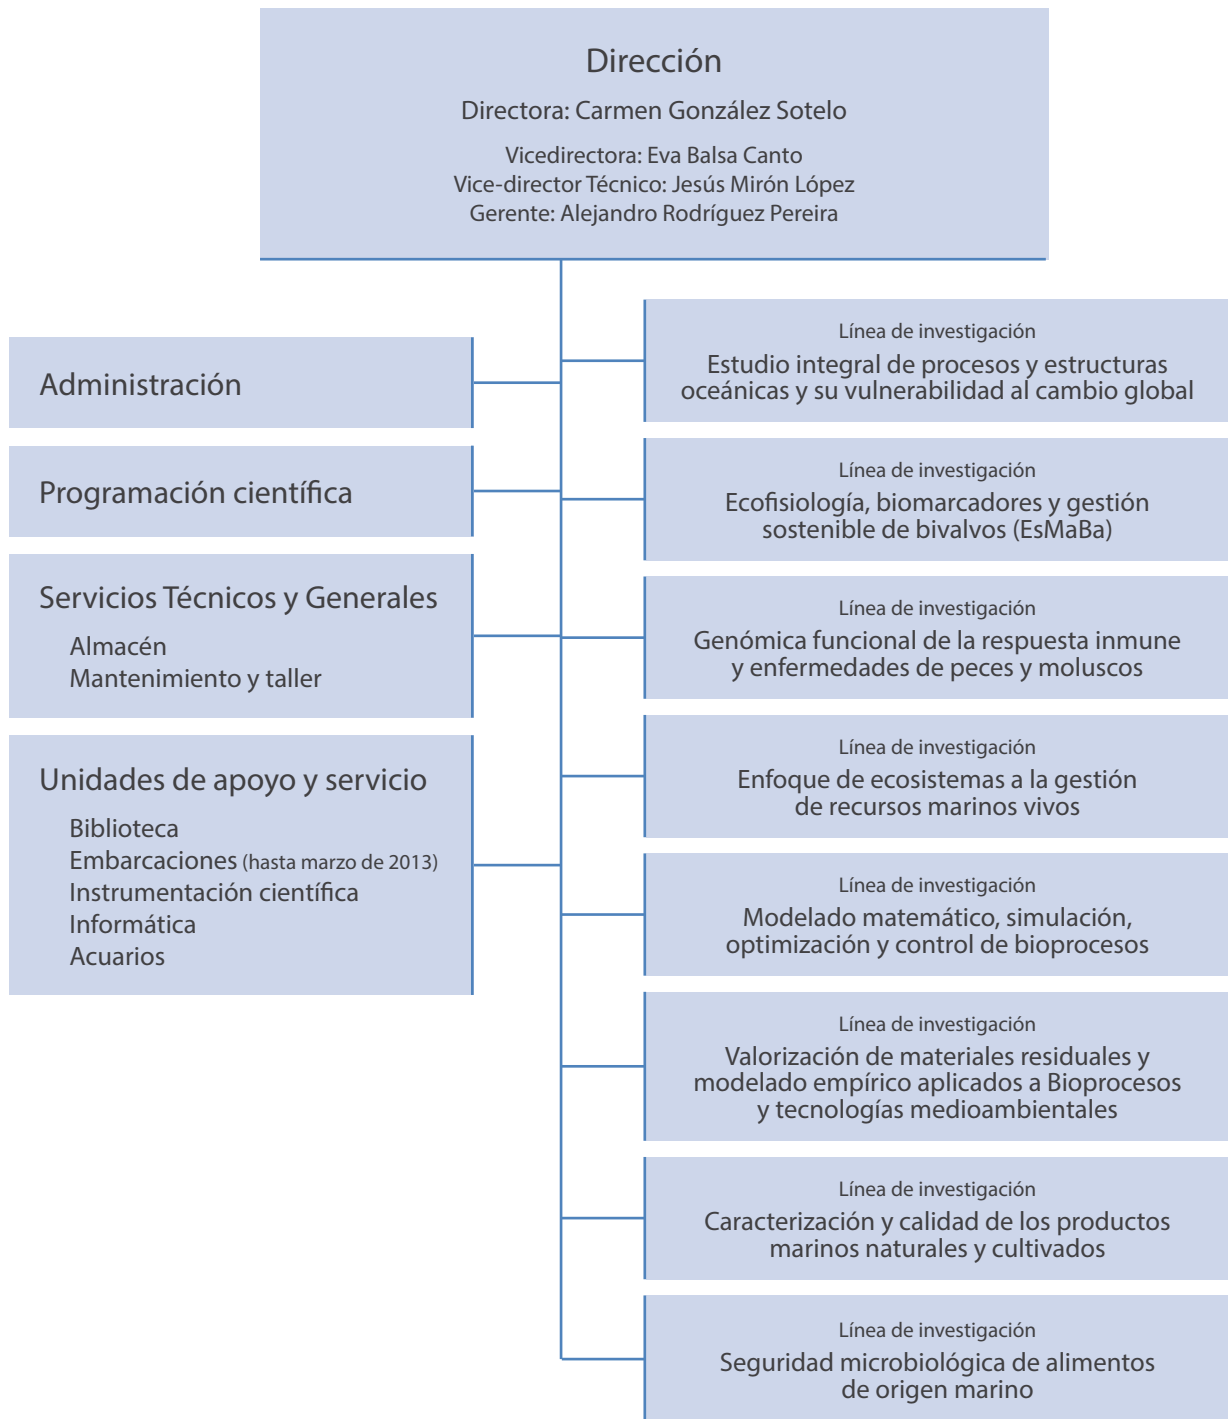 Dirección
Directora: Carmen González Sotelo
Vicedirectora: Eva Balsa Canto
Vice-director Técnico: Jesús Mirón López
Gerente: Alejandro Rodríguez Pereira
Administración
Programación científica
Servicios Técnicos y Generales
Almacén
Mantenimiento y taller
Unidades de apoyo y servicio
Biblioteca
Embarcaciones (hasta marzo de 2013)
Instrumentación científica
Informática
Acuarios
Línea de investigación
Estudio integral de procesos y estructuras
oceánicas y su vulnerabilidad al cambio global
Línea de investigación
Ecofisiología, biomarcadores y gestión
sostenible de bivalvos (EsMaBa)
Línea de investigación
Genómica funcional de la respuesta inmune
y enfermedades de peces y moluscos
Línea de investigación
Enfoque de ecosistemas a la gestión
de recursos marinos vivos
Línea de investigación
Modelado matemático, simulación,
optimización y control de bioprocesos
Línea de investigación
Valorización de materiales residuales y
modelado empírico aplicados a Bioprocesos
y tecnologías medioambientales
Línea de investigación
Caracterización y calidad de los productos
marinos naturales y cultivados
Línea de investigación
Seguridad microbiológica de alimentos
de origen marino